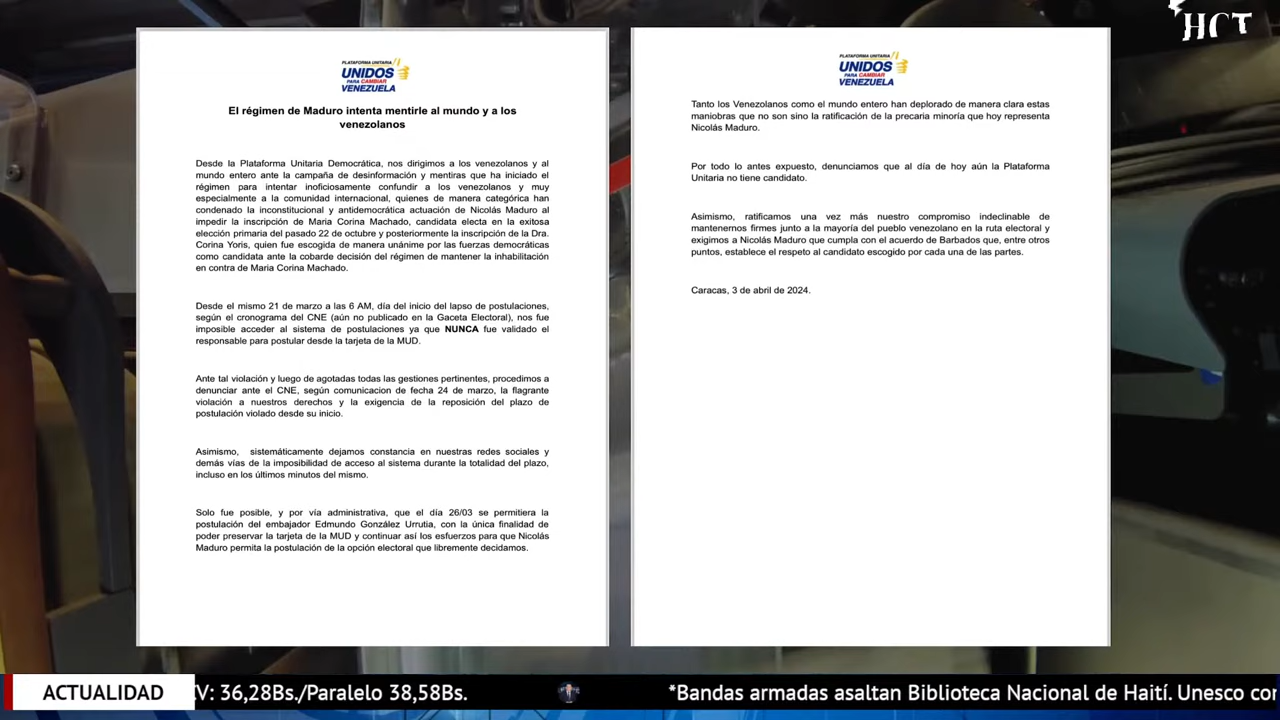 HCT
PLATAFORMA UNITARIA
UNIDOS
PARA CAMBIAR
VENEZUELA
El régimen de Maduro intenta mentirle al mundo y a los
venezolanos
Desde la Plataforma Unitaria Democrática, nos dirigimos a los venezolanos y al
mundo entero ante la campaña de desinformación y mentiras que ha iniciado el
régimen para intentar inoficiosamente confundir a los venezolanos y muy
especialmente a la comunidad internacional, quienes de manera categórica han
condenado la inconstitucional y antidemocrática actuación de Nicolás Maduro al
impedir la inscripción de Maria Corina Machado, candidata electa en la exitosa
elección primaria del pasado 22 de octubre y posteriormente la inscripción de la Dra.
Corina Yoris, quien fue escogida de manera unánime por las fuerzas democráticas
como candidata ante la cobarde decisión del régimen de mantener la inhabilitación
en contra de Maria Corina Machado.
Desde el mismo 21 de marzo a las 6 AM, día del inicio del lapso de postulaciones,
según el cronograma del CNE (aún no publicado en la Gaceta Electoral), nos fue
imposible acceder al sistema de postulaciones ya que NUNCA fue validado el
responsable para postular desde la tarjeta de la MUD.
Ante tal violación y luego de agotadas todas las gestiones pertinentes, procedimos a
denunciar ante el CNE, según comunicacion de fecha 24 de marzo, la flagrante
violación a nuestros derechos y la exigencia de la reposición del plazo de
postulación violado desde su inicio.
Asimismo, sistemáticamente dejamos constancia en nuestras redes sociales y
demás vías de la imposibilidad de acceso al sistema durante la totalidad del plazo,
incluso en los últimos minutos del mismo.
Solo fue posible, y por vía administrativa, que el día 26/03 se permitiera la
postulación del embajador Edmundo González Urrutia, con la única finalidad de
poder preservar la tarjeta de la MUD y continuar así los esfuerzos para que Nicolás
Maduro permita la postulación de la opción electoral que libremente decidamos.
PLATAFORMA UNITARIA
UNIDOS
PARA CAMBIAR
VENEZUELA
Tanto los Venezolanos como el mundo entero han deplorado de manera clara estas
maniobras que no son sino la ratificación de la precaria minoría que hoy representa
Nicolás Maduro.
Por todo lo antes expuesto, denunciamos que al día de hoy aún la Plataforma
Unitaria no tiene candidato.
Asimismo, ratificamos una vez más nuestro compromiso indeclinable de
mantenernos firmes junto a la mayoría del pueblo venezolano en la ruta electoral y
exigimos a Nicolás Maduro que cumpla con el acuerdo de Barbados que, entre otros
puntos, establece el respeto al candidato escogido por cada una de las partes.
Caracas, 3 de abril de 2024.
ACTUALIDAD V: 36,28Bs./Paralelo 38,58Bs. *Bandas armadas asaltan Biblioteca Nacional de Haití. Unesco con